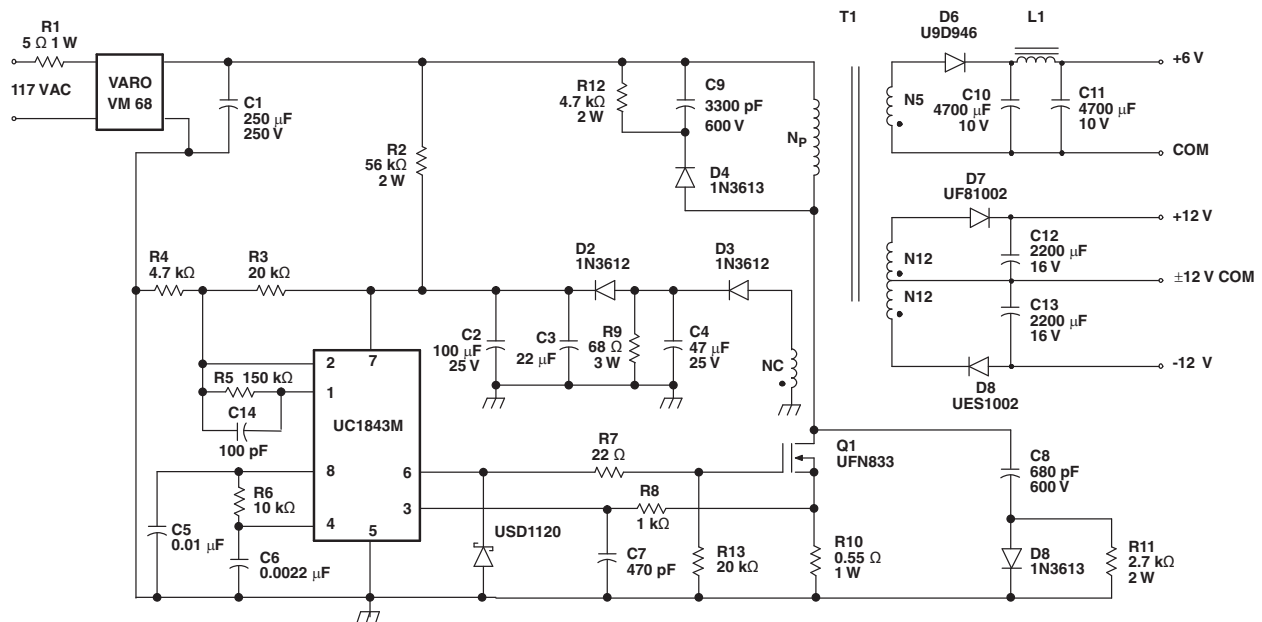 R1
5 Ω 1 W
117 VAC
VARO
VM 68
C1
250 μF
250 V
R2
56 kΩ
2 W
R12
4.7 kΩ
2 W
C9
3300 pF
600 V
D4
1N3613
NP
T1
D6
U9D946
L1
+6 V
N5
C10
4700 μF
10 V
C11
4700 μF
10 V
COM
D7
UF81002
+12 V
N12
C12
2200 μF
16 V
±12 V COM
N12
C13
2200 μF
16 V
-12 V
D8
UES1002
R4
4.7 kΩ
R3
20 kΩ
D2
1N3612
D3
1N3612
C2
100 μF
25 V
C3
22 μF
R9
68 Ω
3 W
C4
47 μF
25 V
NC
2
7
R5 150 kΩ
1
C14
100 pF
UC1843M
8
6
R6
10 kΩ
3
4
5
C5
0.01 μF
C6
0.0022 μF
USD1120
R7
22 Ω
R8
1 kΩ
C7
470 pF
R13
20 kΩ
Q1
UFN833
R10
0.55 Ω
1 W
C8
680 pF
600 V
D8
1N3613
R11
2.7 kΩ
2 W